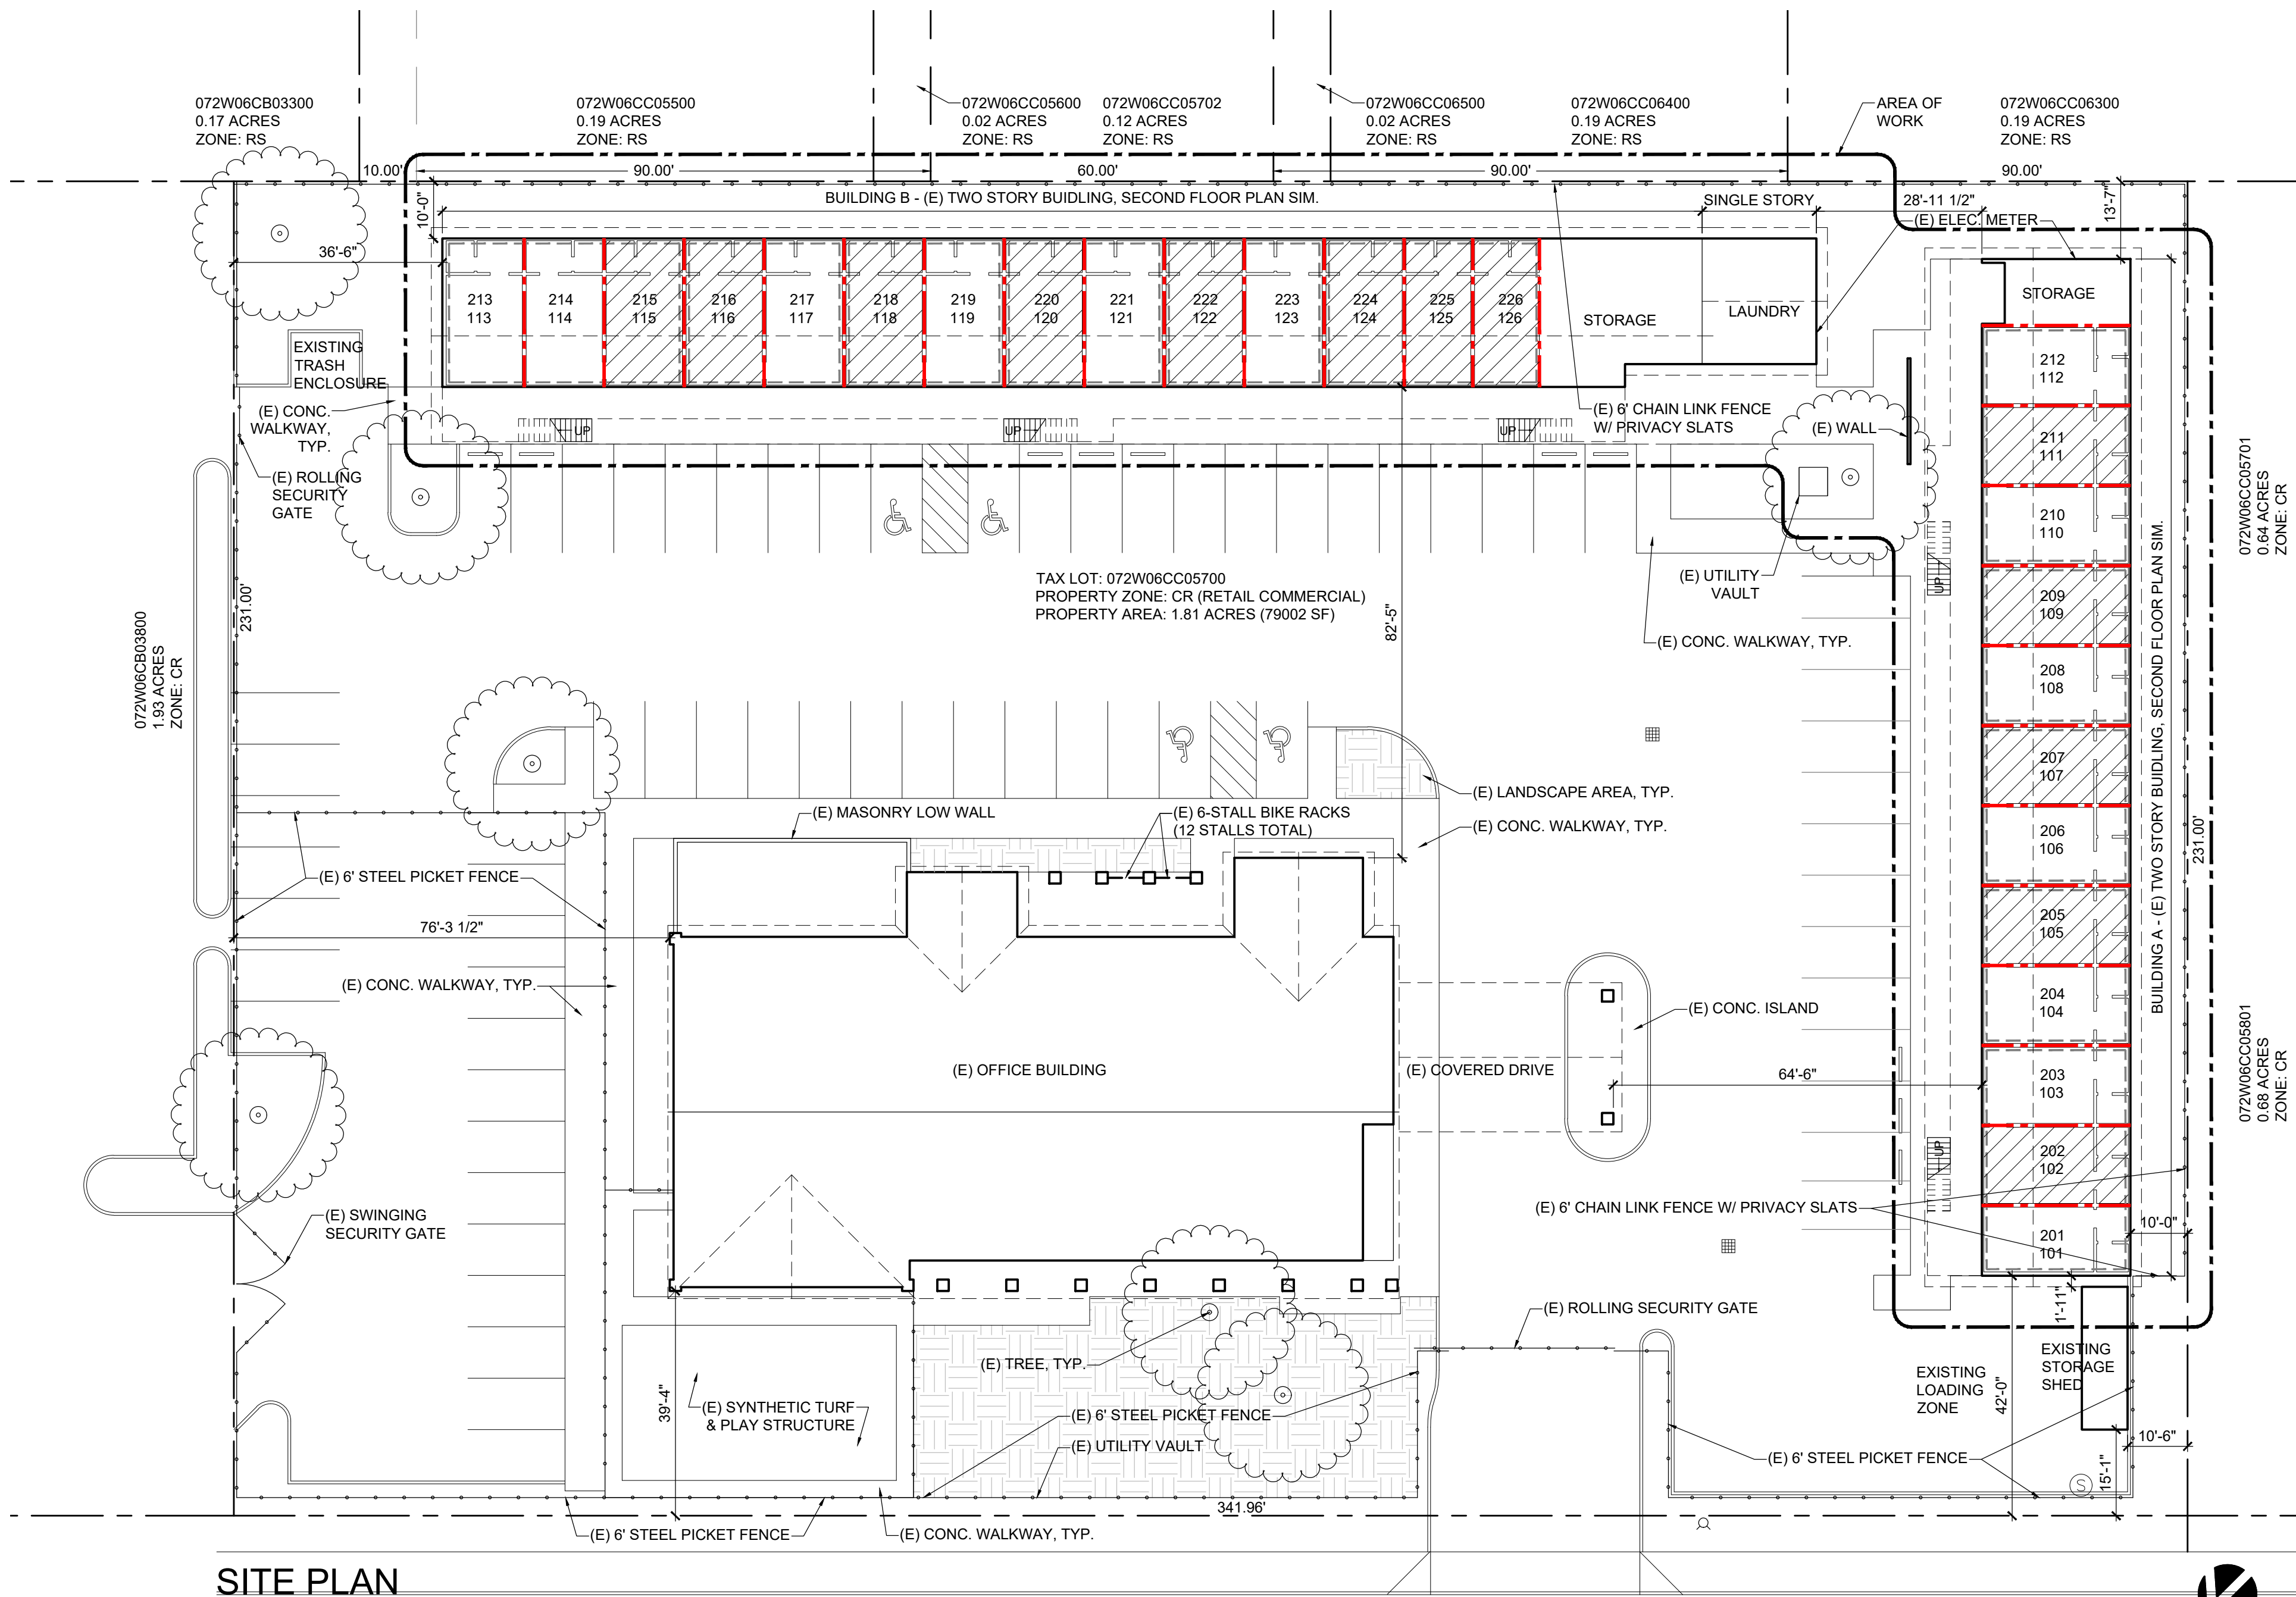 072W06CB03300
0.17 ACRES
ZONE: RS
072W06CC05500
0.19 ACRES
ZONE: RS
072W06CC05600
0.02 ACRES
ZONE: RS
072W06CC05702
0.12 ACRES
ZONE: RS
072W06CC06500
0.02 ACRES
ZONE: RS
072W06CC06400
0.19 ACRES
ZONE: RS
AREA OF
WORK
072W06CC06300
0.19 ACRES
ZONE: RS
10.00'
90.00'
60.00'
90.00'
90.00'
10'-0"
BUILDING B - (E) TWO STORY BUIDLING, SECOND FLOOR PLAN SIM.
SINGLE STORY
28'-11 1/2"
13'-7"
(E) ELEC. METER
36'-6"
213
113
214
114
215
115
216
116
217
117
218
118
219
119
220
120
221
121
222
122
223
123
224
124
225
125
226
126
STORAGE
LAUNDRY
STORAGE
EXISTING
TRASH
ENCLOSURE
(E) CONC.
WALKWAY,
TYP.
(E) ROLLING
SECURITY
GATE
UP
UP
UP
(E) 6' CHAIN LINK FENCE
W/ PRIVACY SLATS
(E) WALL
212
112
211
111
210
110
209
109
208
108
207
107
206
106
205
105
204
104
203
103
202
102
201
101
UP
UP
072W06CC05701
0.64 ACRES
ZONE: CR
BUILDING A - (E) TWO STORY BUIDLING, SECOND FLOOR PLAN SIM.
231.00'
072W06CC05801
0.68 ACRES
ZONE: CR
072W06CB03800
1.93 ACRES
ZONE: CR
231.00'
TAX LOT: 072W06CC05700
PROPERTY ZONE: CR (RETAIL COMMERCIAL)
PROPERTY AREA: 1.81 ACRES (79002 SF)
82'-5"
(E) UTILITY
VAULT
(E) CONC. WALKWAY, TYP.
(E) LANDSCAPE AREA, TYP.
(E) MASONRY LOW WALL
(E) 6-STALL BIKE RACKS
(12 STALLS TOTAL)
(E) CONC. WALKWAY, TYP.
(E) 6' STEEL PICKET FENCE
76'-3 1/2"
(E) CONC. WALKWAY, TYP.
(E) CONC. ISLAND
(E) OFFICE BUILDING
(E) COVERED DRIVE
64'-6"
(E) SWINGING
SECURITY GATE
(E) 6' CHAIN LINK FENCE W/ PRIVACY SLATS
10'-0"
1'-11"
(E) ROLLING SECURITY GATE
(E) TREE, TYP.
EXISTING
LOADING
ZONE
42'-0"
EXISTING
STORAGE
SHED
39'-4"
(E) SYNTHETIC TURF
& PLAY STRUCTURE
(E) 6' STEEL PICKET FENCE
(E) UTILITY VAULT
(E) 6' STEEL PICKET FENCE
10'-6"
15'-1"
S
341.96'
(E) 6' STEEL PICKET FENCE
(E) CONC. WALKWAY, TYP.
SITE PLAN